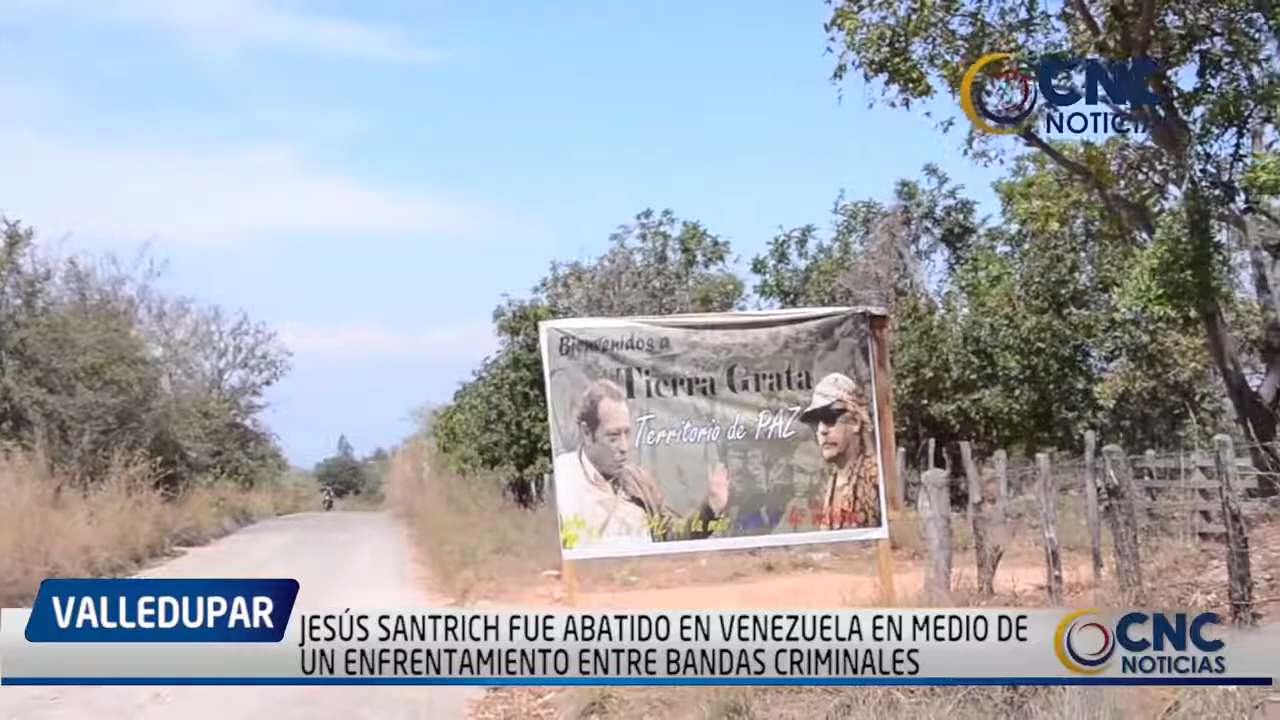 CNC
NOTICIAS
Bienvenidos a
Tierra Grata
Territorio de PAZ
VALLEDUPAR
JESÚS SANTRICH FUE ABATIDO EN VENEZUELA EN MEDIO DE
UN ENFRENTAMIENTO ENTRE BANDAS CRIMINALES
CNC
NOTICIAS